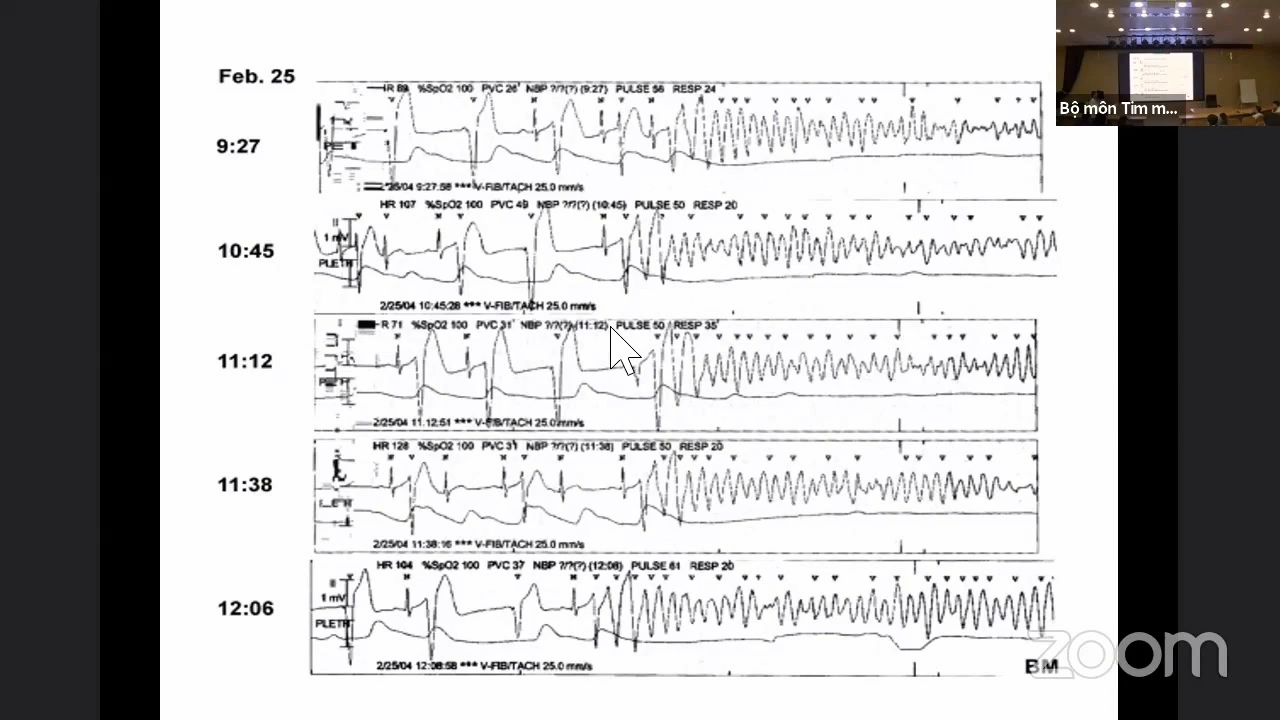 Feb. 25
Bộ môn Tim m...
HR 89 %SpO2 100 PVC 26' NBP ?/?(?) (9:27) PULSE 56 RESP 24
9:27
2/25/04 9:27:58 *** V-FIB/TACH 25.0 mm/s
HR 107 %SpO2 100 PVC 49 NBP ?/?(?) (10:45) PULSE 50 RESP 20
10:45
II
1 mV
PLETH
2/25/04 10:45:28 *** V-FIB/TACH 25.0 mm/s
R 71 %SpO2 100 PVC 31' NBP ?/?(?) (11:12) PULSE 50 RESP 35'
11:12
2/25/04 11:12:51 *** V-FIB/TACH 25.0 mm/s
HR 128 %SpO2 100 PVC 31 NBP ?/?(?) (11:38) PULSE 50 RESP 20
11:38
2/25/04 11:38:16 *** V-FIB/TACH 25.0 mm/s
HR 104 %SpO2 100 PVC 37 NBP ?/?(?) (12:08) PULSE 61 RESP 20
12:06
II
1 mV
PLETH
2/25/04 12:08:58 *** V-FIB/TACH 25.0 mm/s
BM
zoom